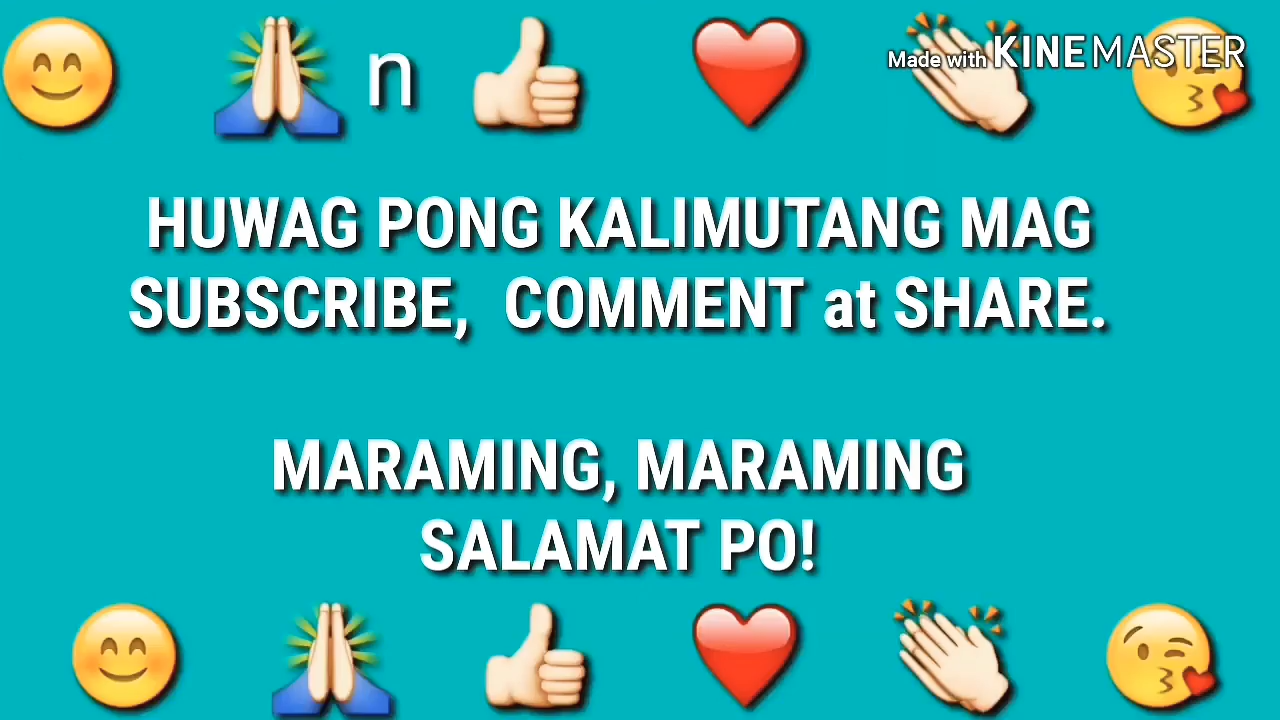 n
Made with KINEMASTER
HUWAG PONG KALIMUTANG MAG
SUBSCRIBE, COMMENT at SHARE.
MARAMING, MARAMING
SALAMAT PO!